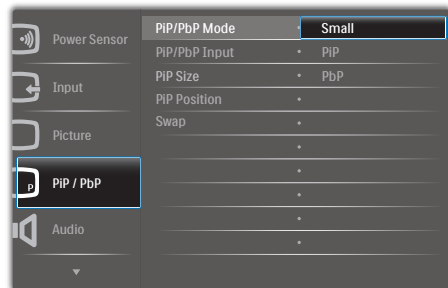 Power Sensor
Input
Picture
P
PiP / PbP
Audio
PiP/PbP Mode
PiP/PbP Input
PiP Size
PiP Position
Swap
Small
PiP
PbP